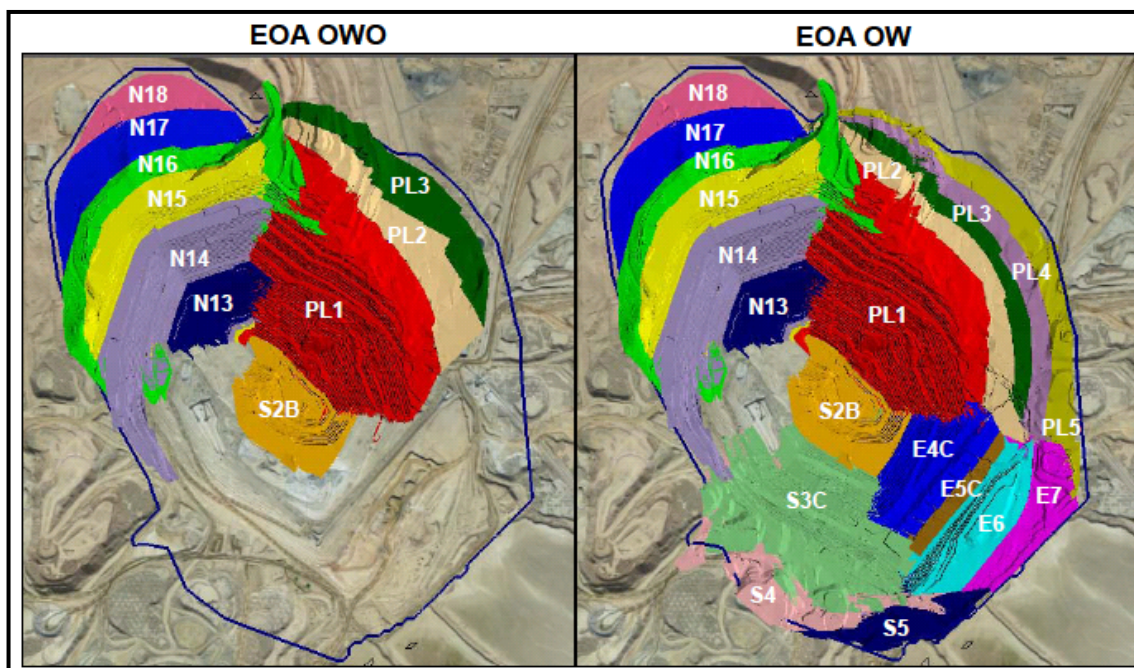 EOA OWO
N18
N17
N16
N15
N14
N13
PL3
PL2
PL1
S2B
EOA OW
N18
N17
N16
N15
N14
N13
PL2
PL3
PL4
PL1
S2B
PL5
E4C
E5C
E7
S3C
E6
S4
S5